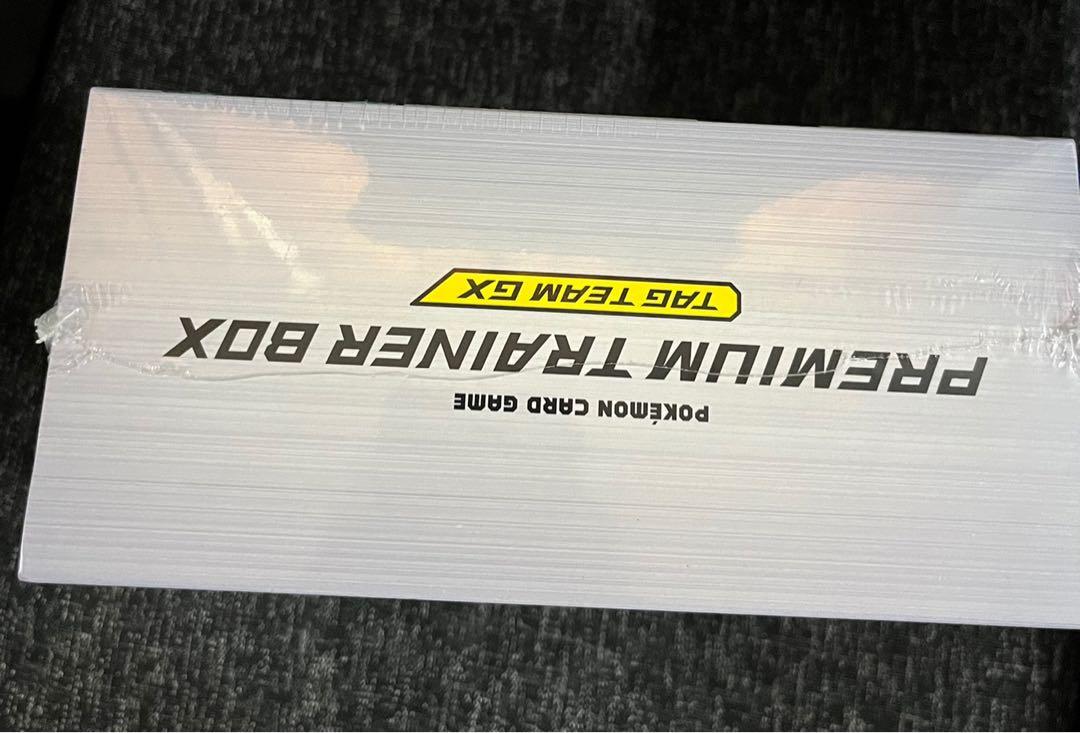 POKÉMON CARD GAME
PREMIUM TRAINER BOX
TAG TEAM GX